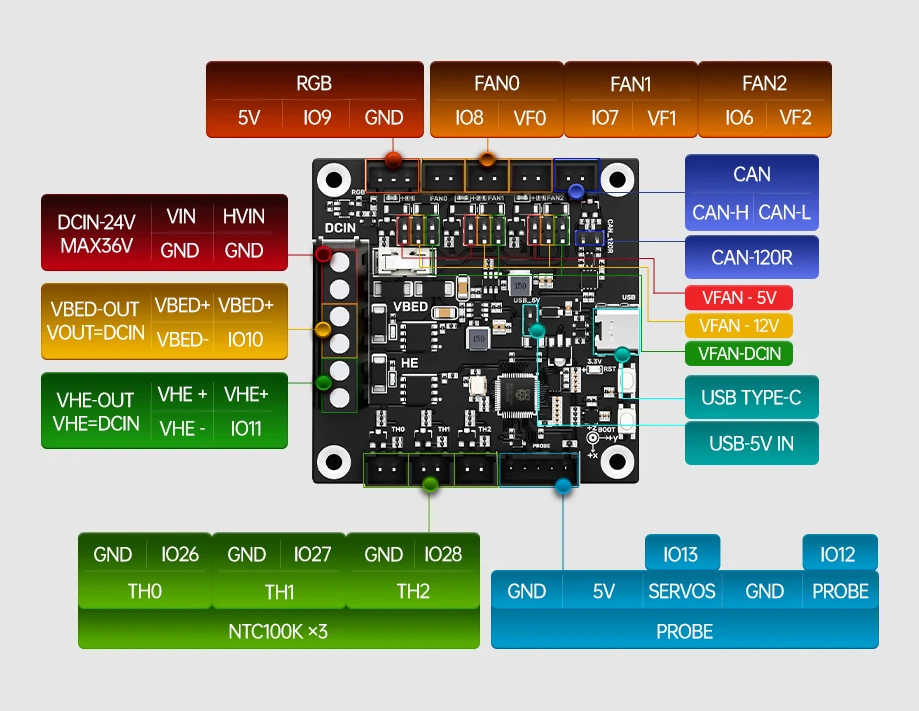 RGB
5V IO9 GND
FAN0 FAN1 FAN2
IO8 VF0 IO7 VF1 IO6 VF2
CAN
CAN-H CAN-L
CAN-120R
VFAN - 5V
VFAN - 12V
VFAN-DCIN
USB TYPE-C
USB-5V IN
DCIN-24V
MAX36V
VIN HVIN
GND GND
VBED-OUT
VOUT=DCIN
VBED+ VBED+
VBED- IO10
VHE-OUT
VHE=DCIN
VHE + VHE+
VHE - IO11
RGB
FAN0
FAN1
FAN2
DCIN
CAN_120R
150
USB_5V
USB
VBED
150
HE
3.3V
RST
BOOT
+Z
+y
+X
TH0
TH1
TH2
PROBE
GND IO26 GND IO27 GND IO28
TH0 TH1 TH2
NTC100K ×3
IO13 IO12
GND 5V SERVOS GND PROBE
PROBE